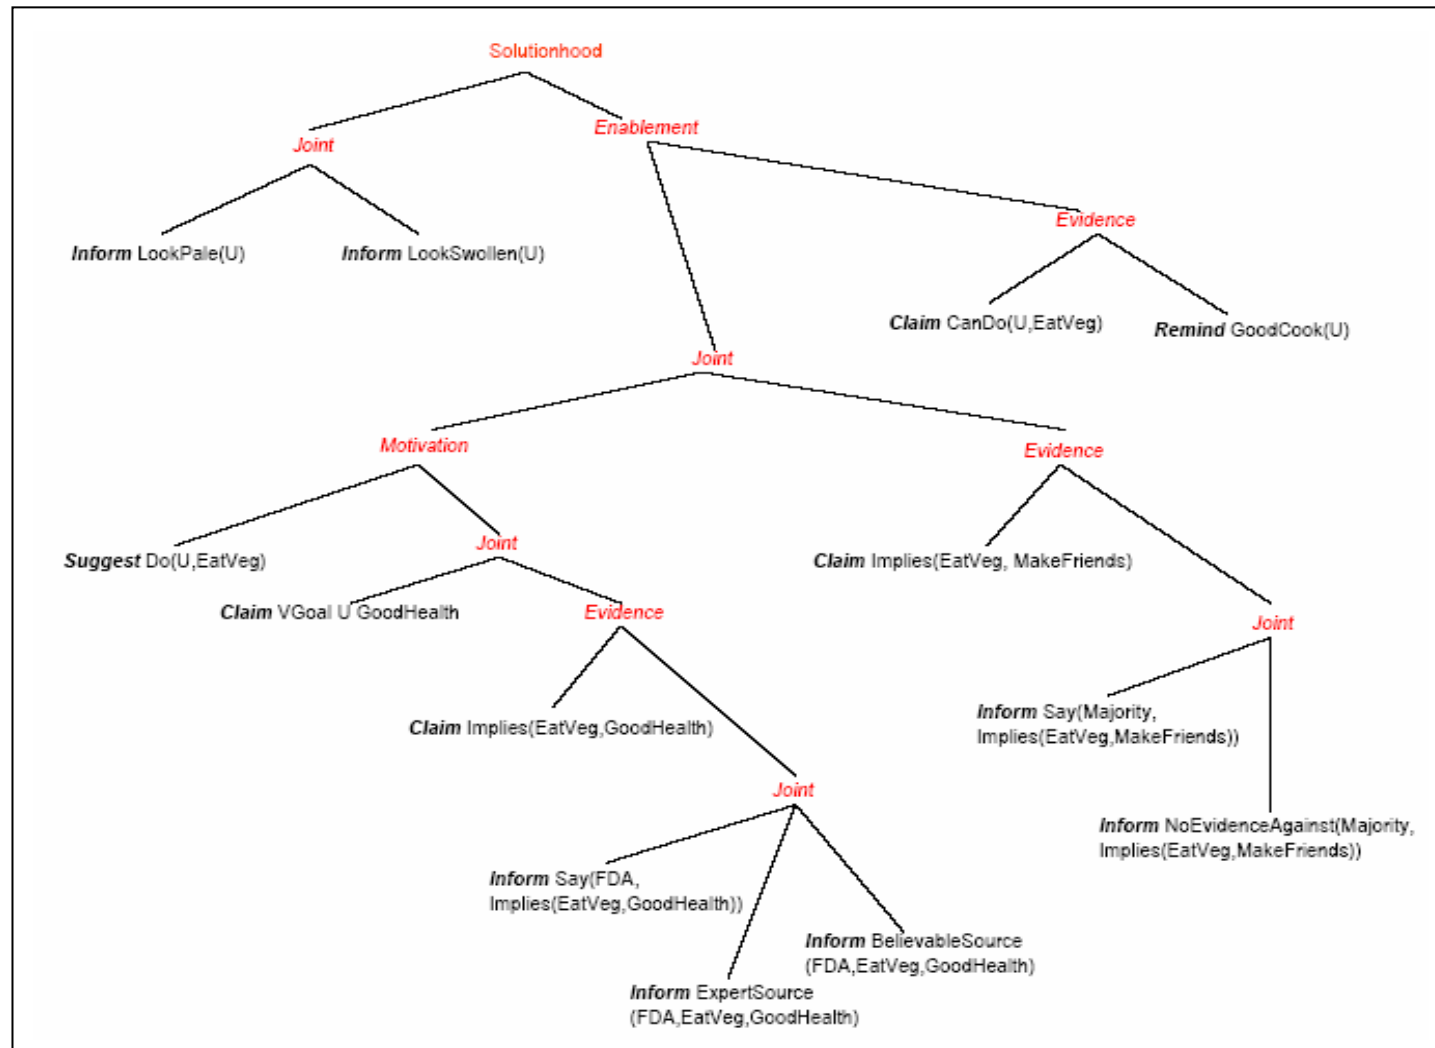 Solutionhood
Enablement
Joint
Evidence
Inform LookPale(U)
Inform LookSwollen(U)
Claim CanDo(U,EatVeg)
Remind GoodCook(U)
Joint
Motivation
Evidence
Joint
Suggest Do(U,EatVeg)
Claim Implies(EatVeg, MakeFriends)
Claim VGoal U GoodHealth
Evidence
Joint
Claim Implies(EatVeg,GoodHealth)
Inform Say(Majority,
Implies(EatVeg,MakeFriends))
Joint
Inform NoEvidenceAgainst(Majority,
Implies(EatVeg,MakeFriends))
Inform Say(FDA,
Implies(EatVeg,GoodHealth))
Inform BelievableSource
(FDA,EatVeg,GoodHealth)
Inform ExpertSource
(FDA,EatVeg,GoodHealth)